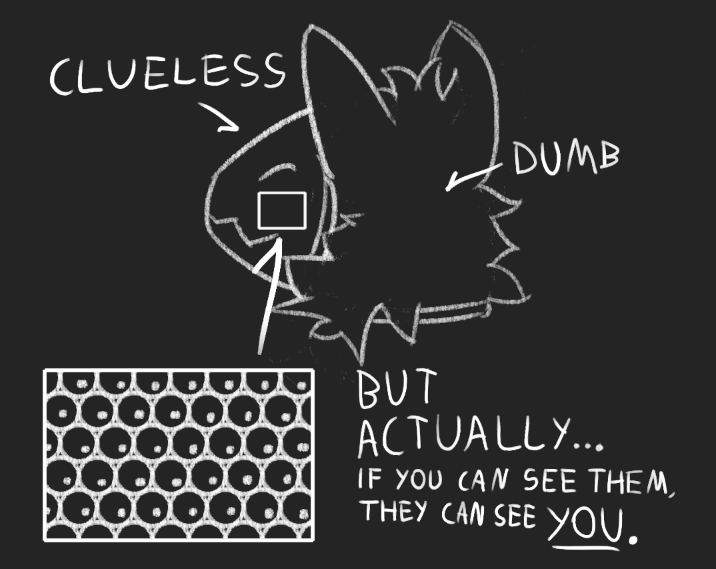 CLUELESS
DUMB
BUT
ACTUALLY...
IF YOU CAN SEE THEM,
THEY CAN SEE YOU.